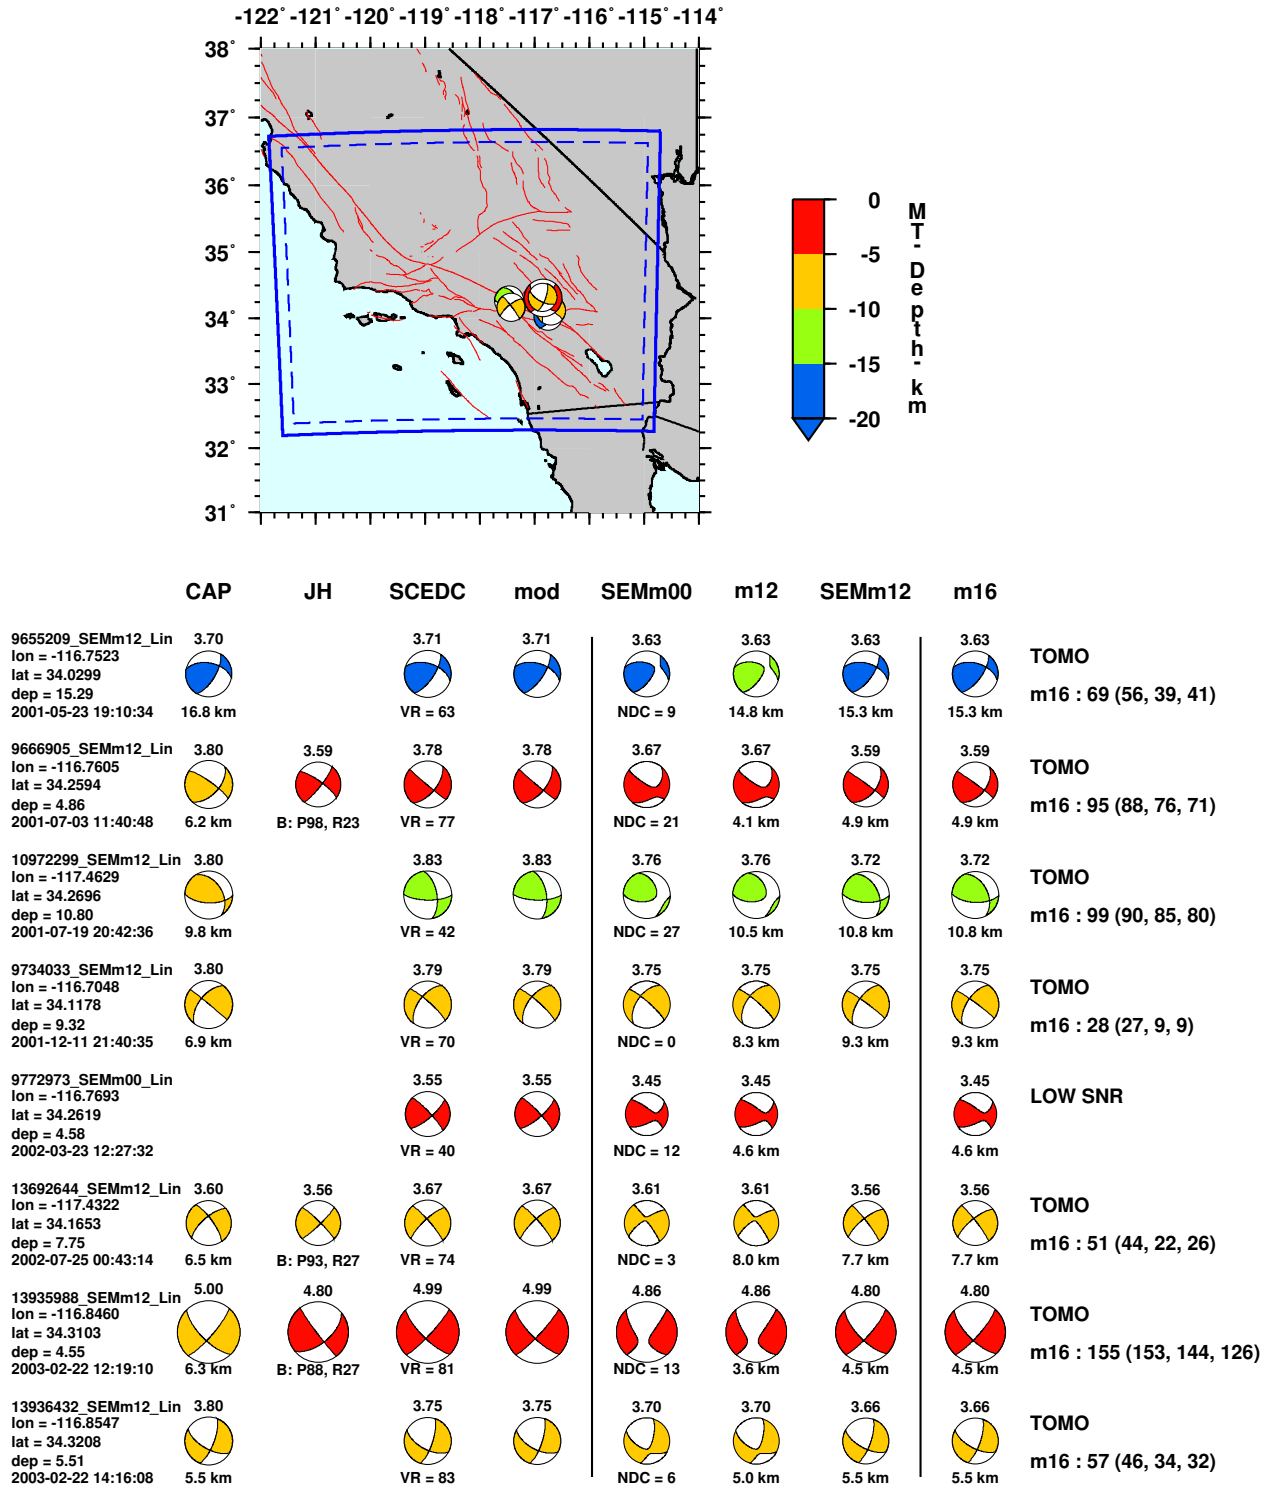 -122° -121° -120° -119° -118° -117° -116° -115° -114°
38°
37°
36°
35°
34°
33°
32°
31°
0
-5
-10
-15
-20
MT-Depth-km
CAP JH SCEDC mod SEMm00 m12 SEMm12 m16
9655209_SEMm12_Lin 3.70 3.71 3.71 3.63 3.63 3.63 3.63
lon = -116.7523
TOMO
lat = 34.0299
dep = 15.29
m16 : 69 (56, 39, 41)
2001-05-23 19:10:34 16.8 km VR = 63 NDC = 9 14.8 km 15.3 km 15.3 km
9666905_SEMm12_Lin 3.80 3.59 3.78 3.78 3.67 3.67 3.59 3.59
lon = -116.7605
TOMO
lat = 34.2594
dep = 4.86
m16 : 95 (88, 76, 71)
2001-07-03 11:40:48 6.2 km B: P98, R23 VR = 77 NDC = 21 4.1 km 4.9 km 4.9 km
10972299_SEMm12_Lin 3.80 3.83 3.83 3.76 3.76 3.72 3.72
lon = -117.4629
TOMO
lat = 34.2696
dep = 10.80
m16 : 99 (90, 85, 80)
2001-07-19 20:42:36 9.8 km VR = 42 NDC = 27 10.5 km 10.8 km 10.8 km
9734033_SEMm12_Lin 3.80 3.79 3.79 3.75 3.75 3.75 3.75
lon = -116.7048
TOMO
lat = 34.1178
dep = 9.32
m16 : 28 (27, 9, 9)
2001-12-11 21:40:35 6.9 km VR = 70 NDC = 0 8.3 km 9.3 km 9.3 km
9772973_SEMm00_Lin 3.55 3.55 3.45 3.45 3.45
lon = -116.7693
LOW SNR
lat = 34.2619
dep = 4.58
2002-03-23 12:27:32 VR = 40 NDC = 12 4.6 km 4.6 km
13692644_SEMm12_Lin 3.60 3.56 3.67 3.67 3.61 3.61 3.56 3.56
lon = -117.4322
TOMO
lat = 34.1653
dep = 7.75
m16 : 51 (44, 22, 26)
2002-07-25 00:43:14 6.5 km B: P93, R27 VR = 74 NDC = 3 8.0 km 7.7 km 7.7 km
13935988_SEMm12_Lin 5.00 4.80 4.99 4.99 4.86 4.86 4.80 4.80
lon = -116.8460
TOMO
lat = 34.3103
dep = 4.55
m16 : 155 (153, 144, 126)
2003-02-22 12:19:10 6.3 km B: P88, R27 VR = 81 NDC = 13 3.6 km 4.5 km 4.5 km
13936432_SEMm12_Lin 3.80 3.75 3.75 3.70 3.70 3.66 3.66
lon = -116.8547
TOMO
lat = 34.3208
dep = 5.51
m16 : 57 (46, 34, 32)
2003-02-22 14:16:08 5.5 km VR = 83 NDC = 6 5.0 km 5.5 km 5.5 km